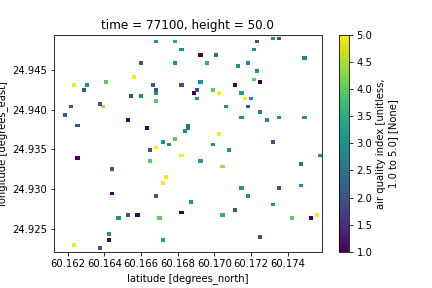 time = 77100, height = 50.0
24.945
24.940
24.935
24.930
24.925
longitude [degrees_east]
60.162 60.164 60.166 60.168 60.170 60.172 60.174
latitude [degrees_north]
5.0
4.5
4.0
3.5
3.0
2.5
2.0
1.5
1.0
air quality index [unitless,
1.0 to 5.0] [None]